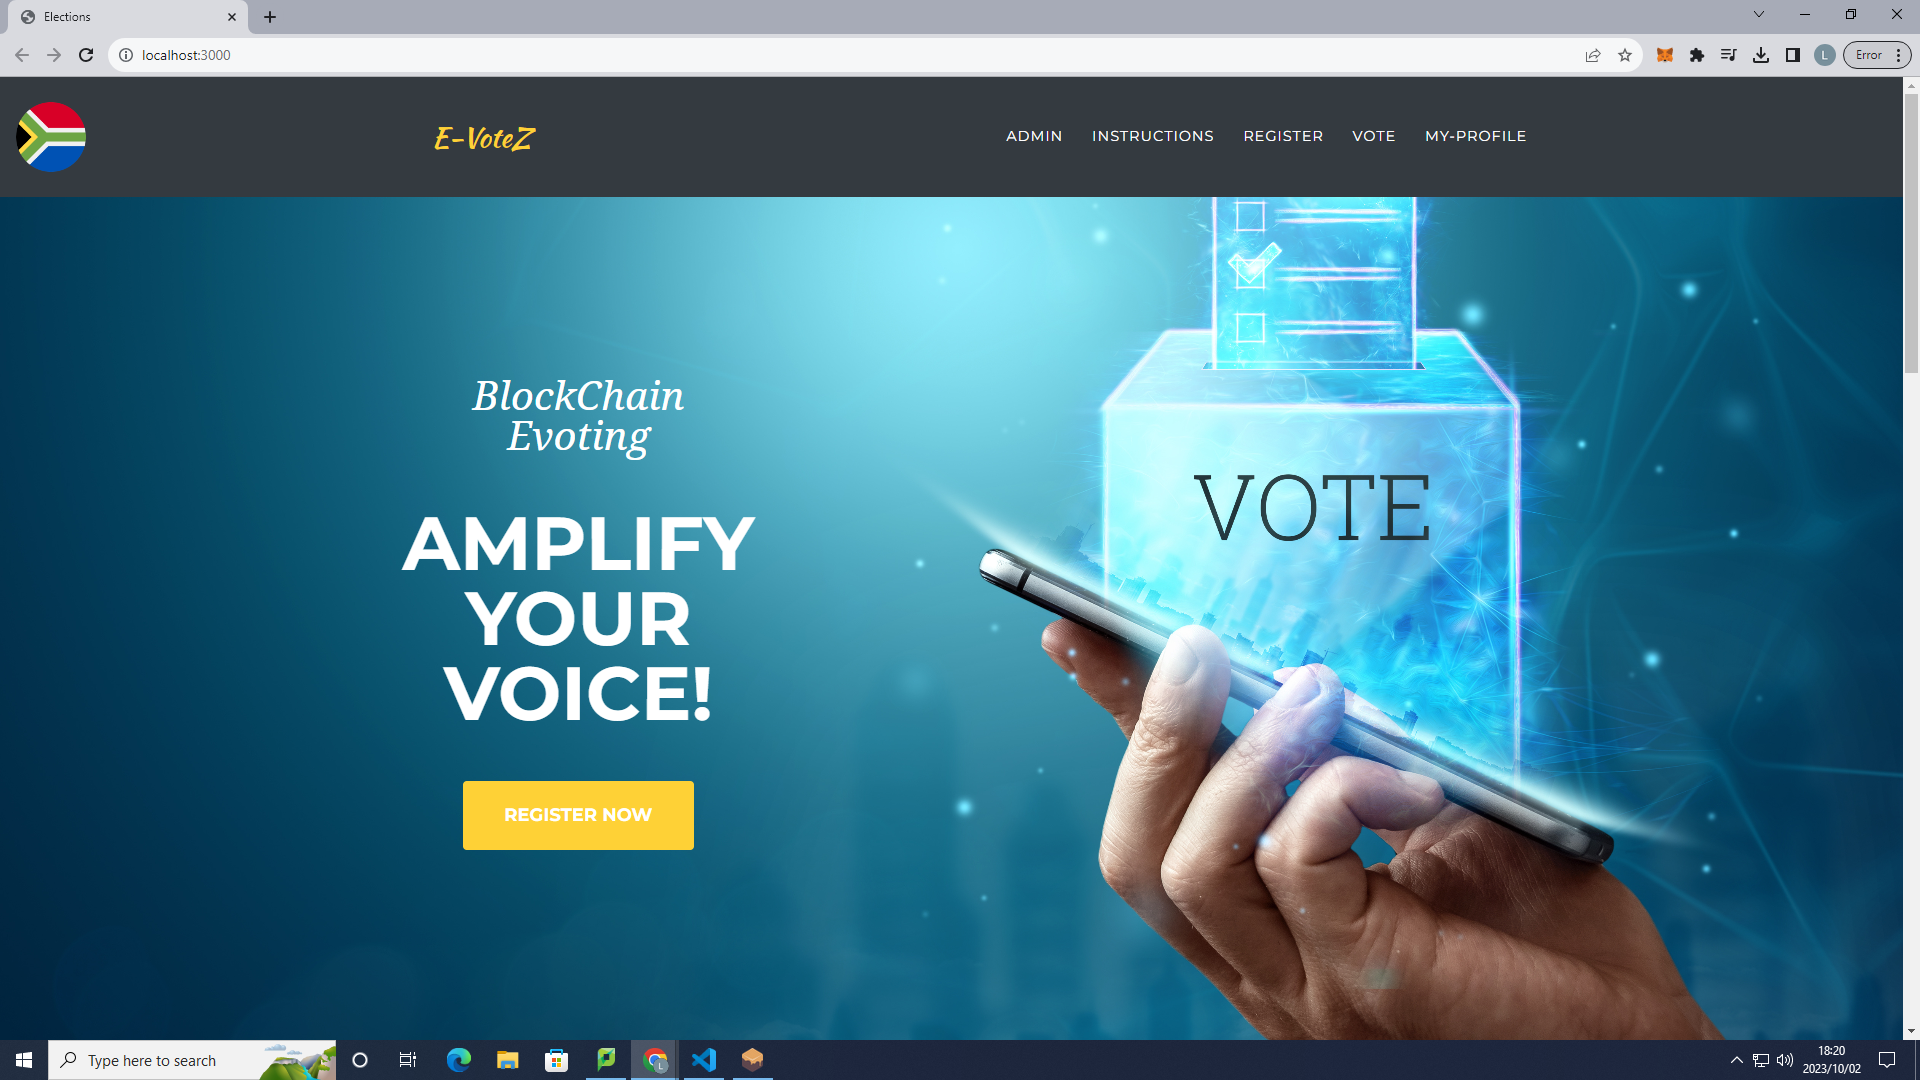 Elections
localhost:3000
L
Error
E-VoteZ
ADMIN
INSTRUCTIONS
REGISTER
VOTE
MY-PROFILE
BlockChain
Evoting
AMPLIFY
YOUR
VOICE!
REGISTER NOW
VOTE
Type here to search
L
18:20
2023/10/02